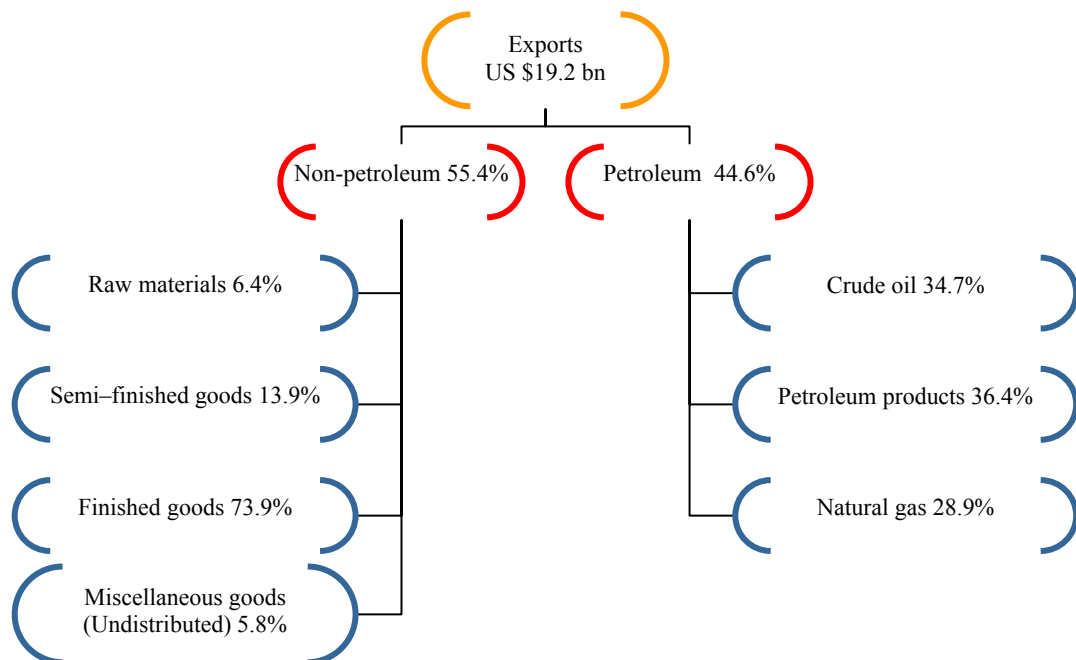 Exports
US $19.2 bn
Non-petroleum 55.4%
Petroleum 44.6%
Raw materials 6.4%
Crude oil 34.7%
Semi–finished goods 13.9%
Petroleum products 36.4%
Finished goods 73.9%
Natural gas 28.9%
Miscellaneous goods
(Undistributed) 5.8%